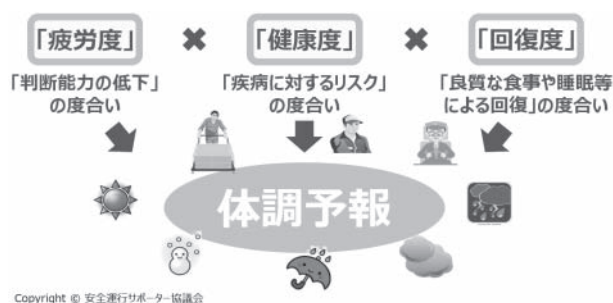 「疲労度」 ✖ 「健康度」 ✖ 「回復度」
「判断能力の低下」
の度合い
「疾病に対するリスク」
の度合い
「良質な食事や睡眠等
による回復」の度合い
体調予報
Copyright © 安全運行サポーター協議会